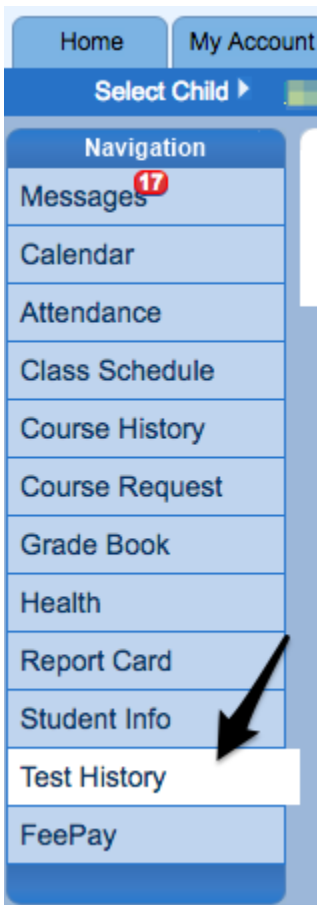 Home My Account
Select Child
Navigation
Messages 17
Calendar
Attendance
Class Schedule
Course History
Course Request
Grade Book
Health
Report Card
Student Info
Test History
FeePay